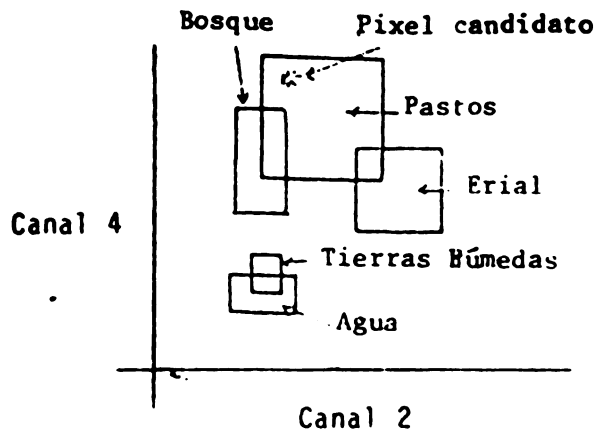 Bosque
Pixel candidato
Pastos
Erial
Canal 4
Tierras Húmedas
Agua
Canal 2